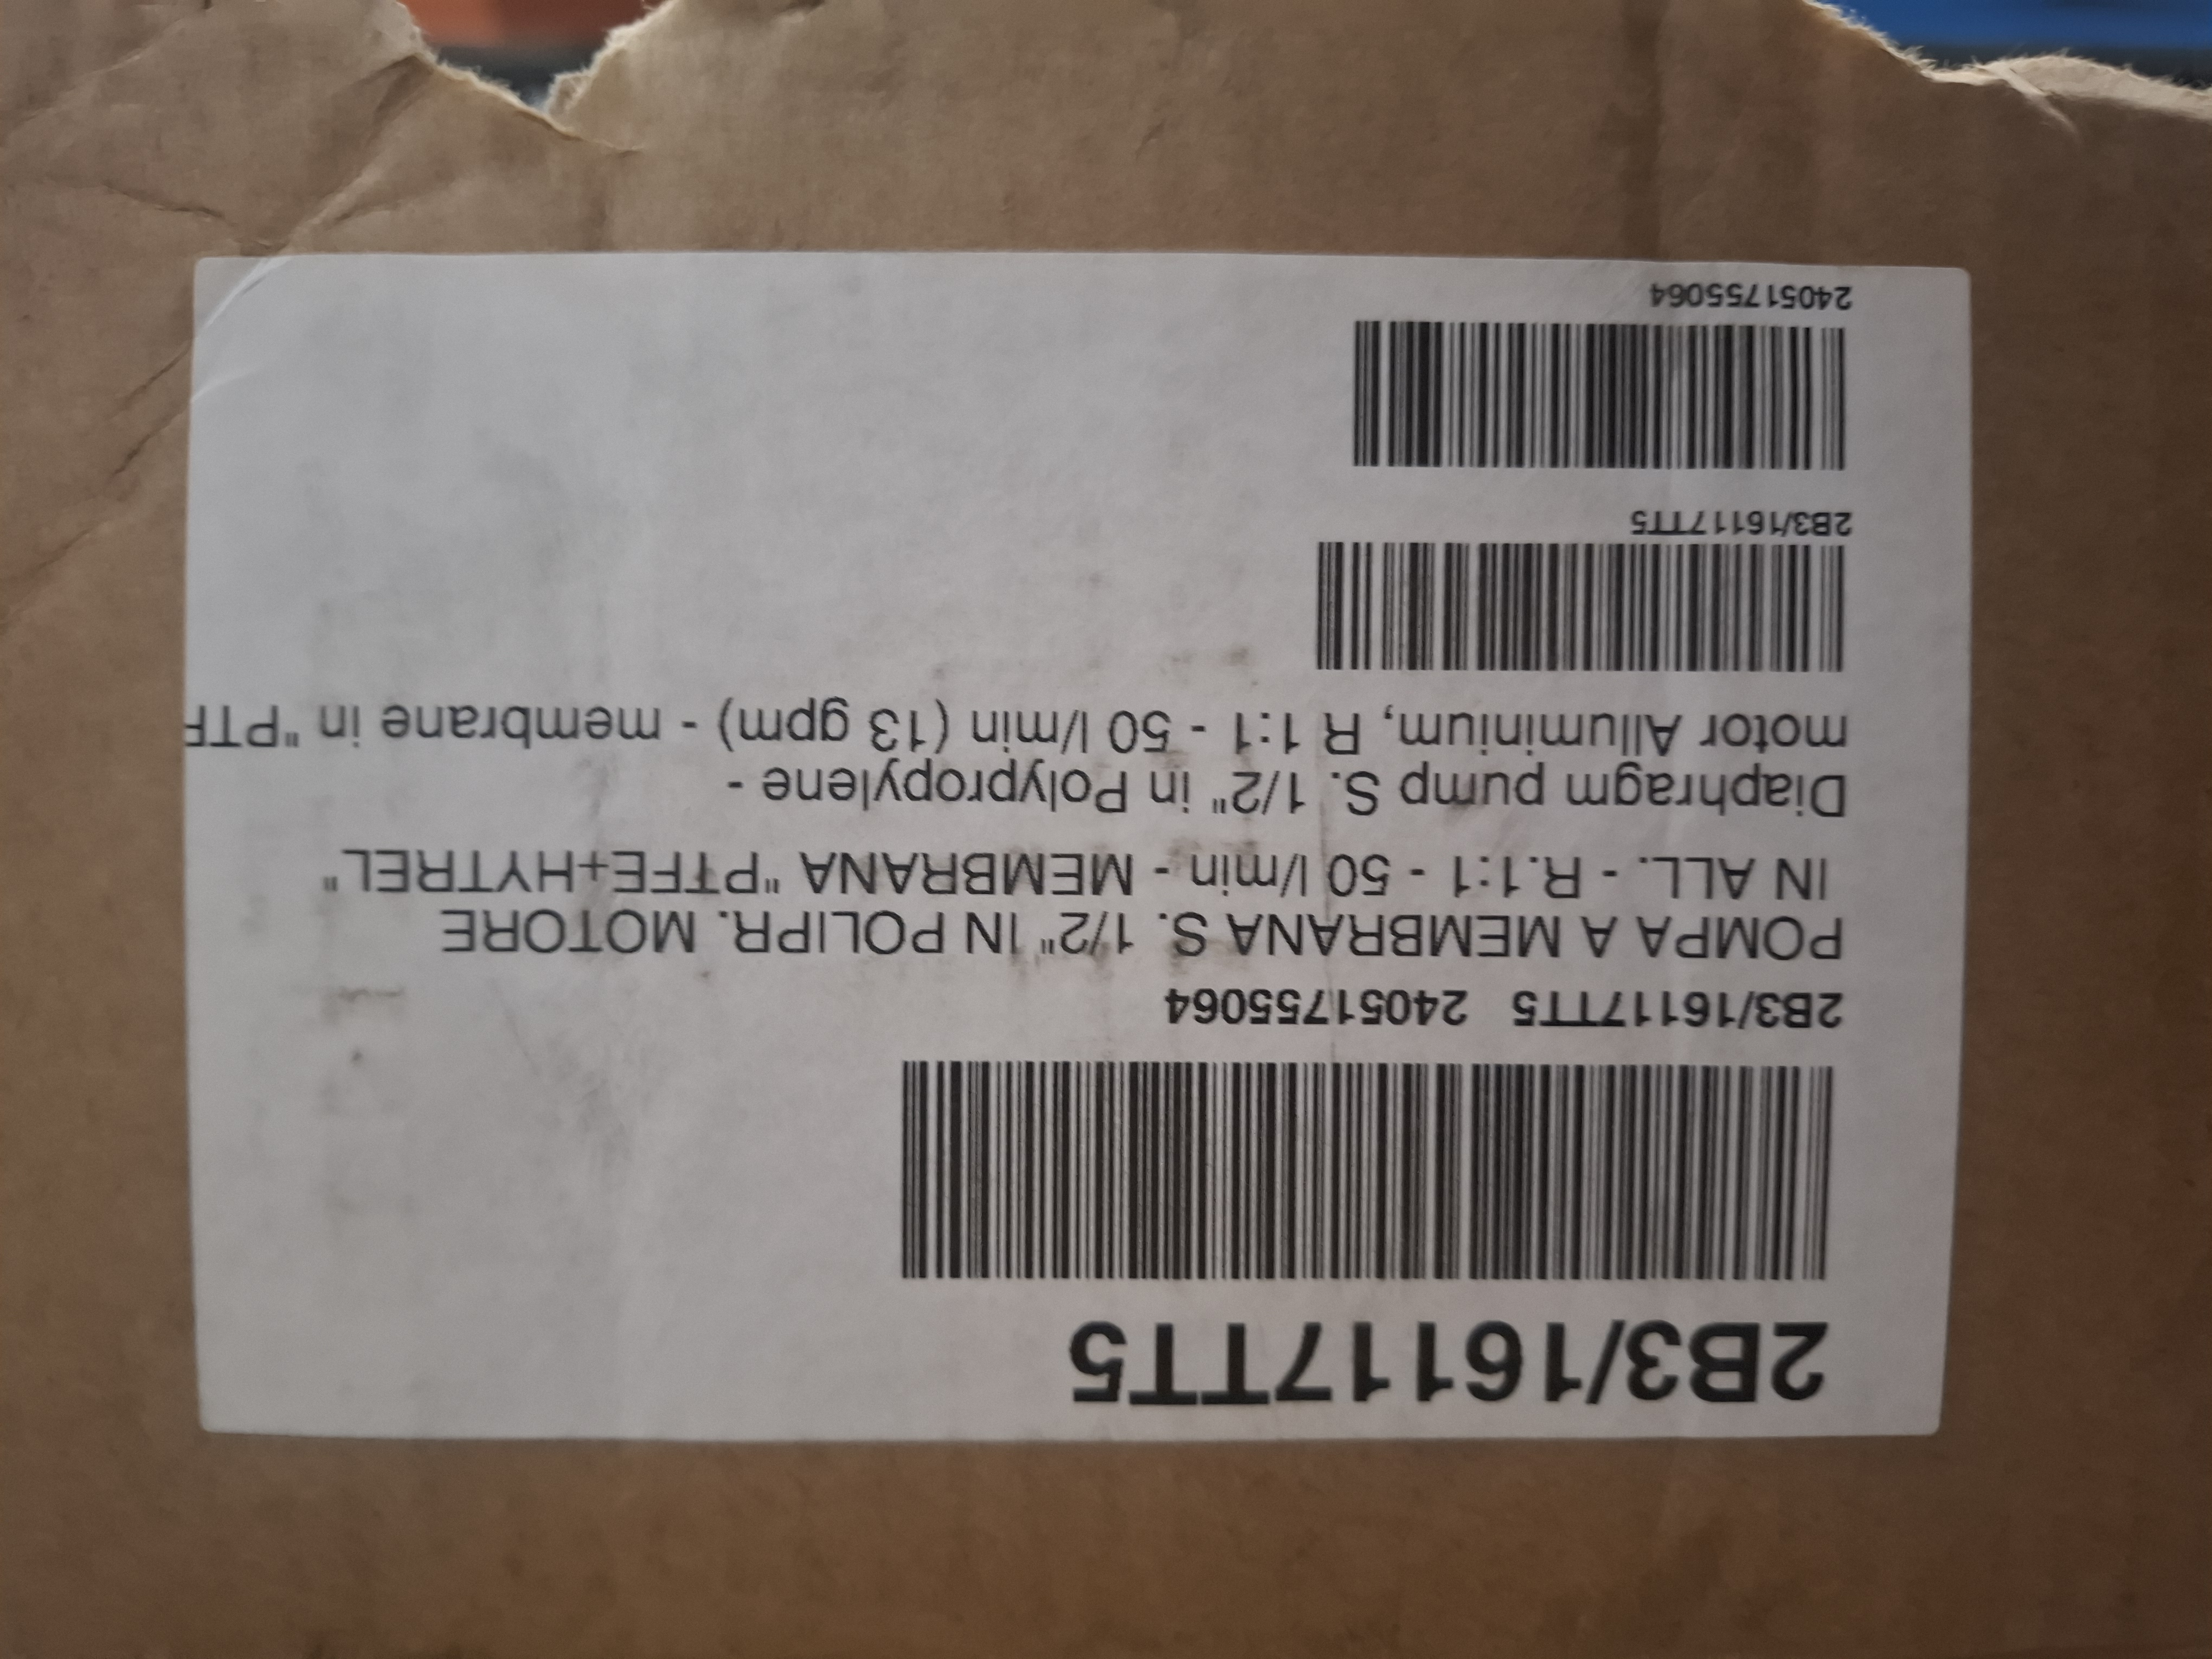 2B3/16117TT5
2B3/16117TT5 24051755064
POMPA A MEMBRANA S. 1/2" IN POLIPR. MOTORE
IN ALL. - R.1:1 - 50 l/min - MEMBRANA "PTFE+HYTREL"
Diaphragm pump S. 1/2" in Polypropylene -
motor Alluminium, R 1:1 - 50 l/min (13 gpm) - membrane in "PTF
2B3/16117TT5
24051755064